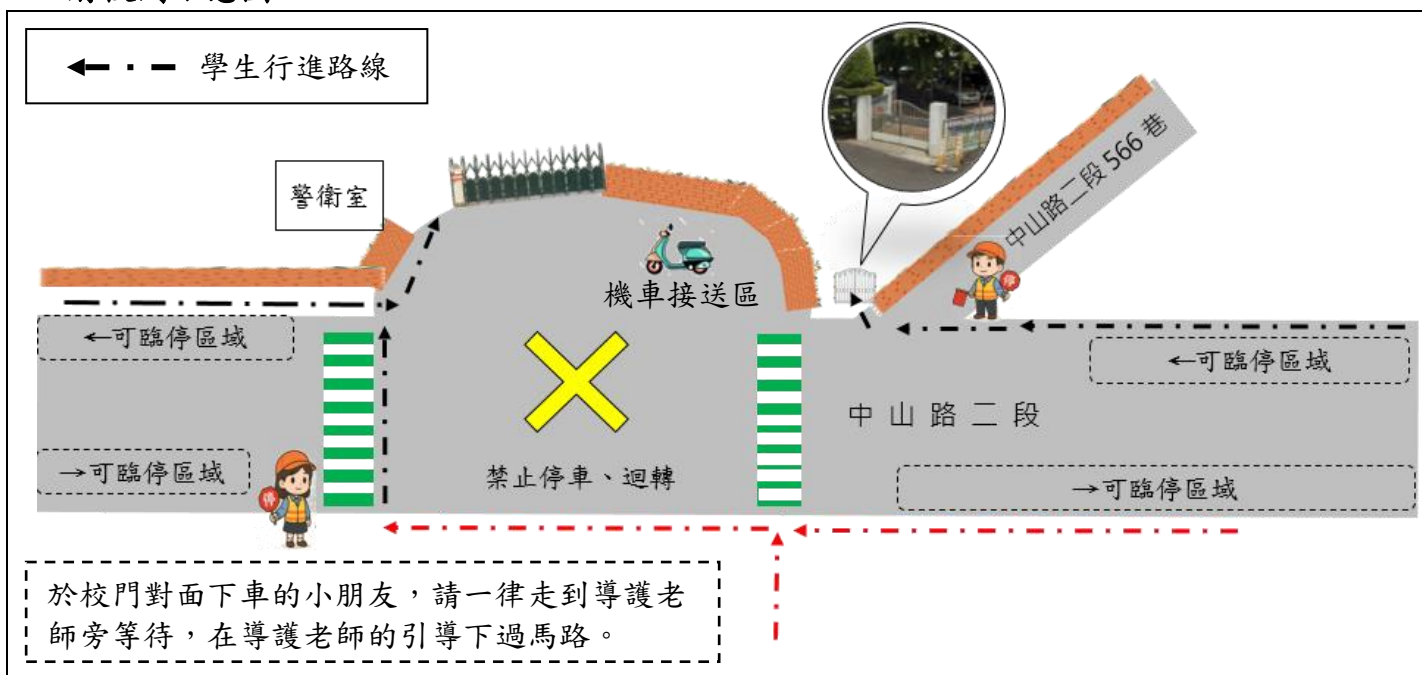 學生行進路線
警衛室
中山路二段 566 巷
停
機車接送區
←可臨停區域
←可臨停區域
中山路二段
→可臨停區域
停
禁止停車、迴轉
→可臨停區域
於校門對面下車的小朋友，請一律走到導護老
師旁等待，在導護老師的引導下過馬路。